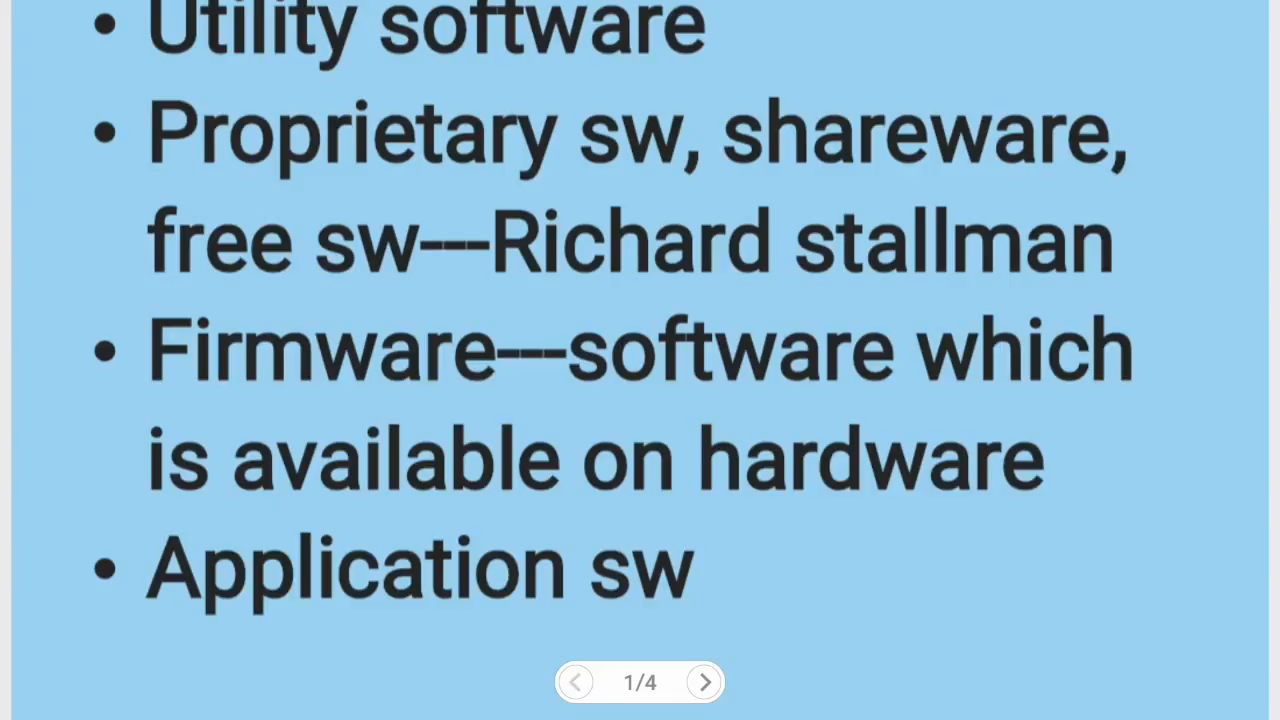 • Utility software
• Proprietary sw, shareware,
free sw---Richard stallman
• Firmware---software which
is available on hardware
• Application sw
1/4